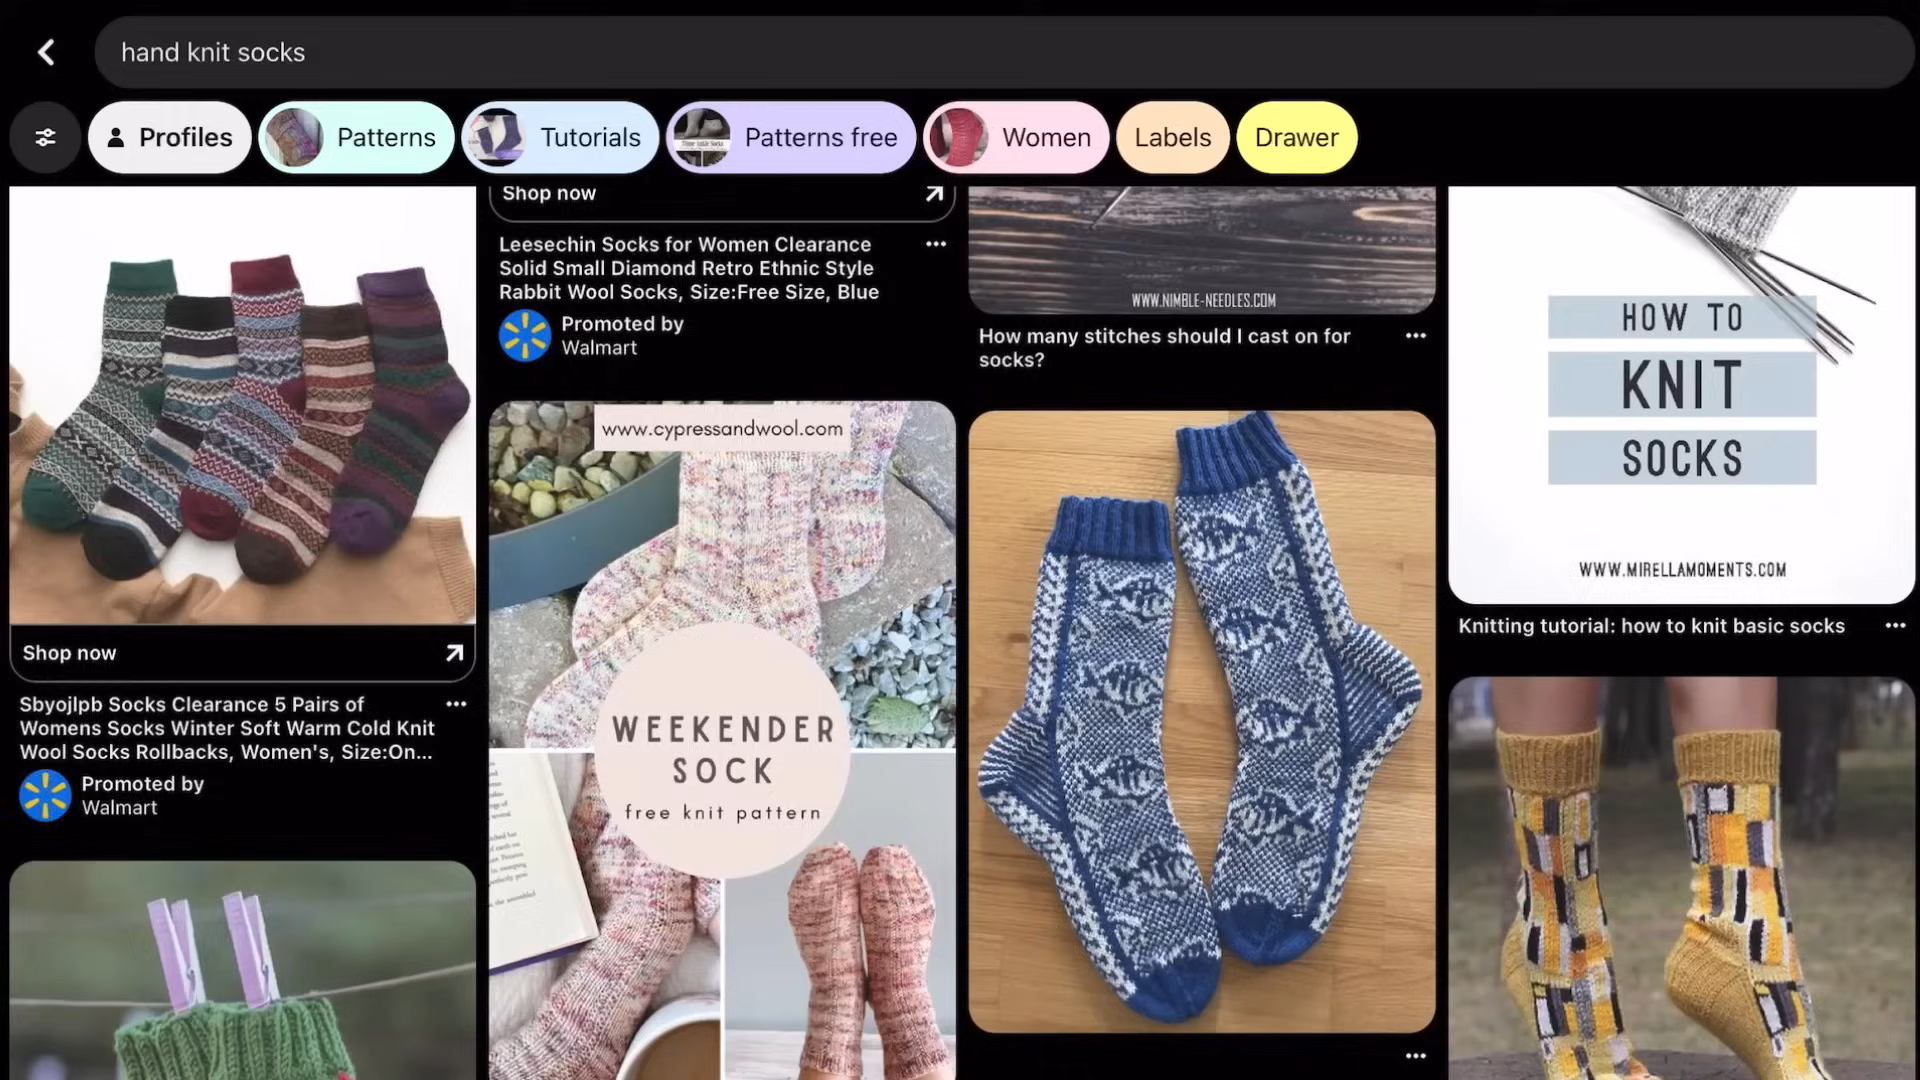 hand knit socks
Profiles
Patterns
Tutorials
Patterns free
Women
Labels
Drawer
Shop now
Sbyojlpb Socks Clearance 5 Pairs of
Womens Socks Winter Soft Warm Cold Knit
Wool Socks Rollbacks, Women's, Size:On...
Promoted by
Walmart
Shop now
Leesechin Socks for Women Clearance
Solid Small Diamond Retro Ethnic Style
Rabbit Wool Socks, Size:Free Size, Blue
Promoted by
Walmart
www.cypressandwool.com
WEEKENDER
SOCK
free knit pattern
WWW.NIMBLE-NEEDLES.COM
How many stitches should I cast on for
socks?
HOW TO
KNIT
SOCKS
WWW.MIRELLAMOMENTS.COM
Knitting tutorial: how to knit basic socks